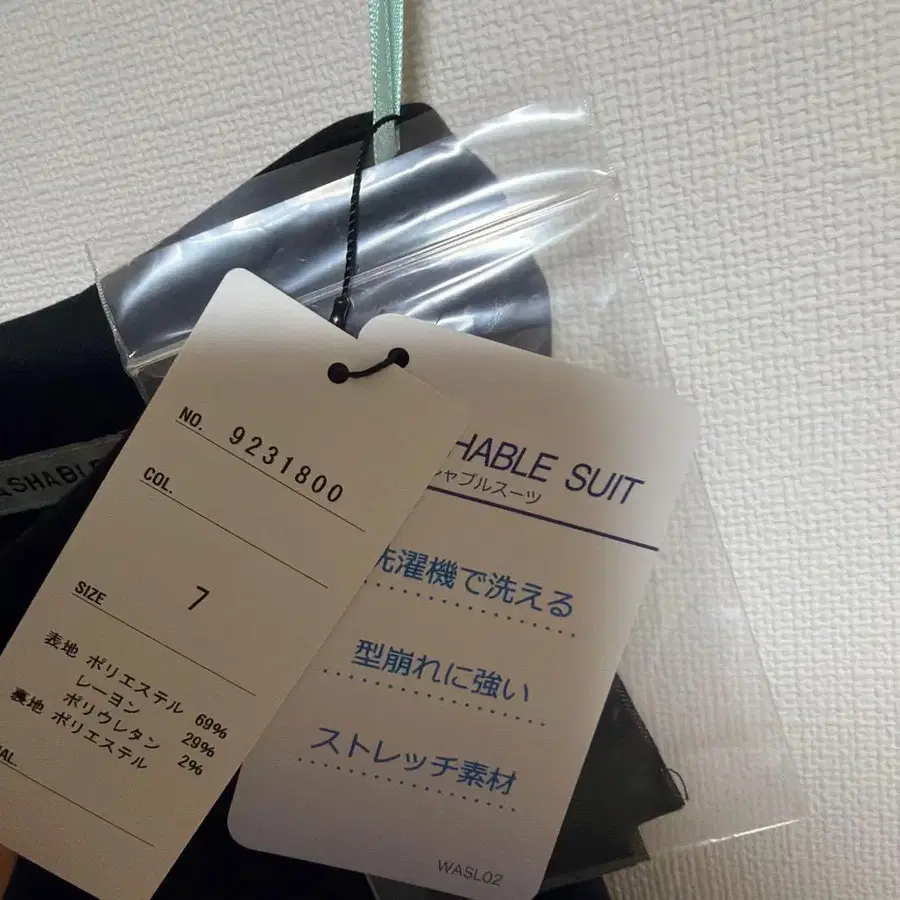 NO. 9231800
COL.
SIZE 7
表地 ポリエステル 69%
レーヨン 29%
ポリウレタン 2%
裏地 ポリエステル
AL.
HABLE SUIT
ャブルスーツ
洗濯機で洗える
型崩れに強い
ストレッチ素材
WASL02
ASHABLE